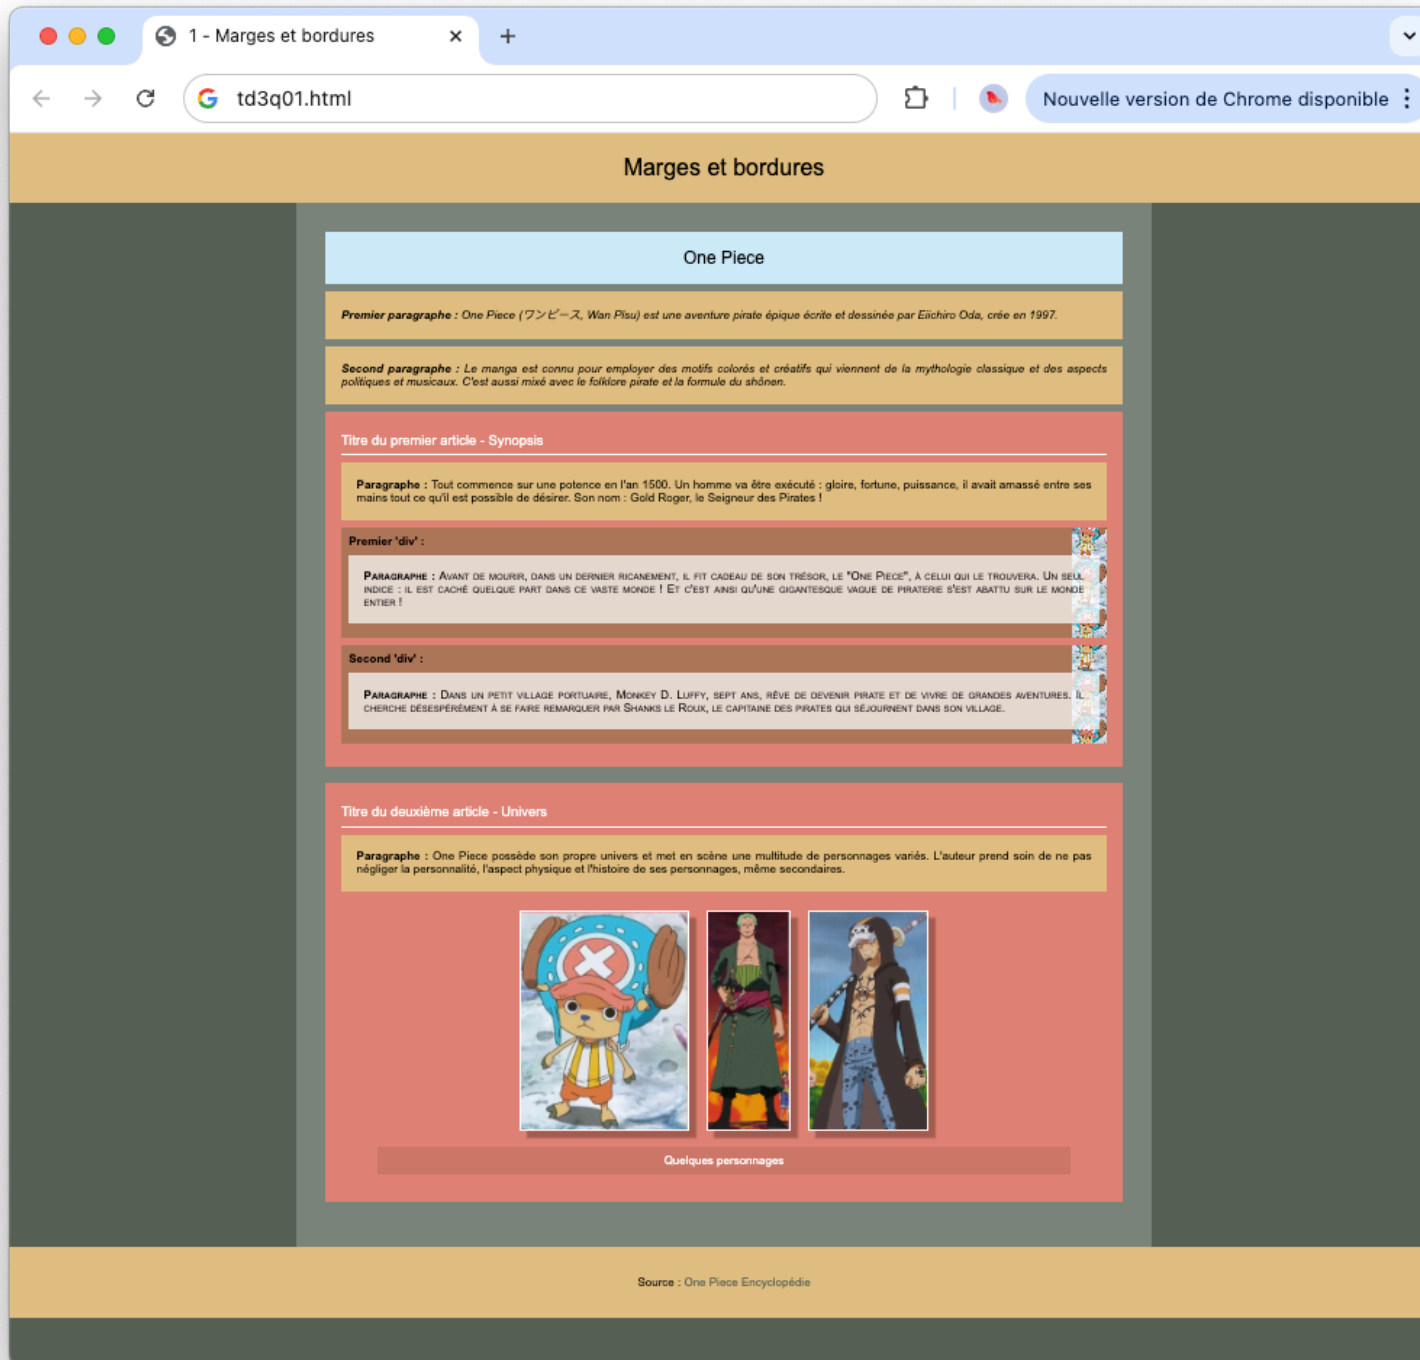 1 - Marges et bordures
td3q01.html
Nouvelle version de Chrome disponible
Marges et bordures
One Piece
Premier paragraphe : One Piece (ワンピース, Wan Pīsu) est une aventure pirate épique écrite et dessinée par Eiichiro Oda, crée en 1997.
Second paragraphe : Le manga est connu pour employer des motifs colorés et créatifs qui viennent de la mythologie classique et des aspects
politiques et musicaux. C'est aussi mixé avec le folklore pirate et la formule du shōnen.
Titre du premier article - Synopsis
Paragraphe : Tout commence sur une potence en l'an 1500. Un homme va être exécuté : gloire, fortune, puissance, il avait amassé entre ses
mains tout ce qu'il est possible de désirer. Son nom : Gold Roger, le Seigneur des Pirates !
Premier 'div' :
Paragraphe : Avant de mourir, dans un dernier ricanement, il fit cadeau de son trésor, le "One Piece", à celui qui le trouvera. Un seul
indice : il est caché quelque part dans ce vaste monde ! Et c'est ainsi qu'une gigantesque vague de piraterie s'est abattu sur le monde
entier !
Second 'div' :
Paragraphe : Dans un petit village portuaire, Monkey D. Luffy, sept ans, rêve de devenir pirate et de vivre de grandes aventures. Il
cherche désespérément à se faire remarquer par Shanks le Roux, le capitaine des pirates qui séjournent dans son village.
Titre du deuxième article - Univers
Paragraphe : One Piece possède son propre univers et met en scène une multitude de personnages variés. L'auteur prend soin de ne pas
négliger la personnalité, l'aspect physique et l'histoire de ses personnages, même secondaires.
Quelques personnages
Source : One Piece Encyclopédie